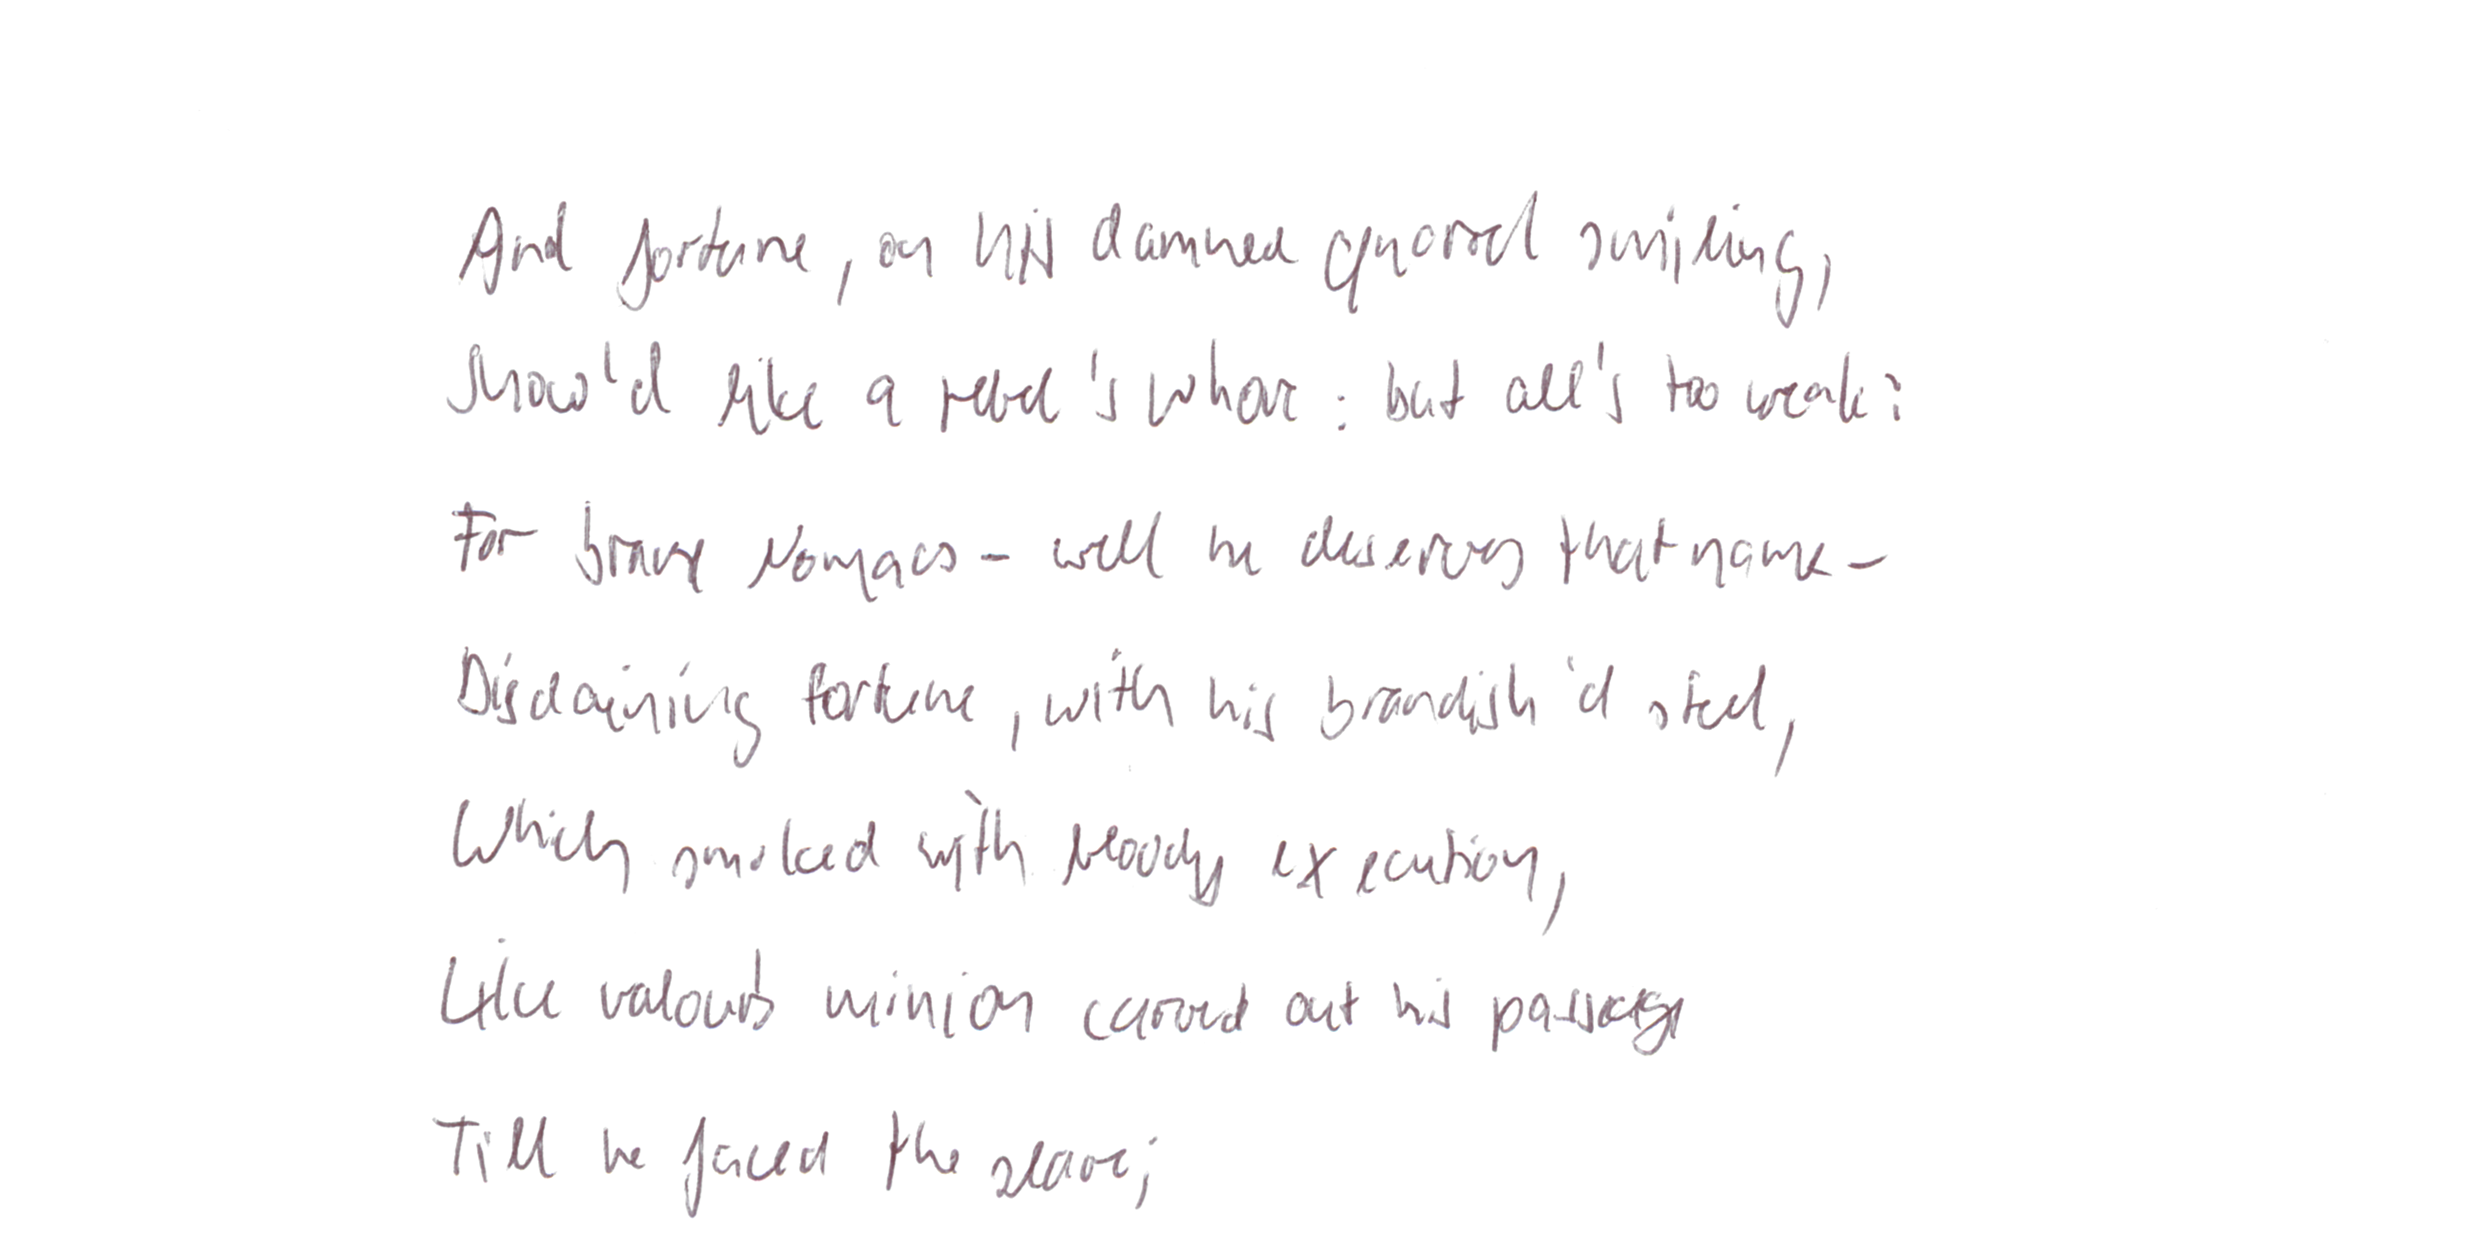 And fortune, on his damned quarrel smiling,
Show'd like a rebel's whore: but all's too weak:
For brave Nomacs - well he deserves that name -
Disdaining fortune, with his brandish'd steel,
Which smoked with bloody execution,
Like valour's minion carved out his passage
Till he faced the slave;